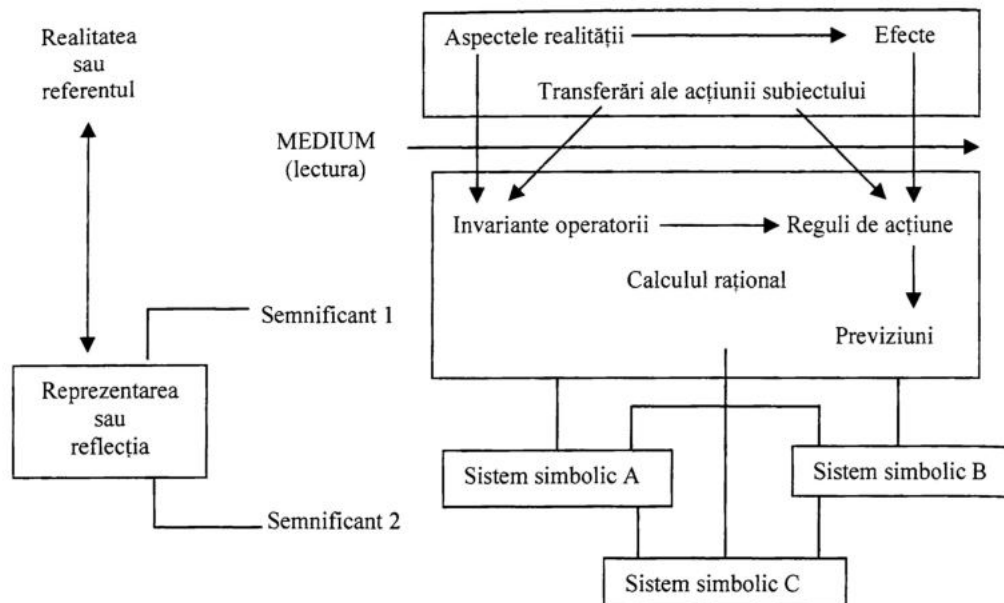 Realitatea
sau
referentul
Aspectele realității
Efecte
Transferări ale acțiunii subiectului
MEDIUM
(lectura)
Invariante operatorii
Reguli de acțiune
Calculul rațional
Previziuni
Semnificant 1
Reprezentarea
sau
reflecția
Semnificant 2
Sistem simbolic A
Sistem simbolic B
Sistem simbolic C